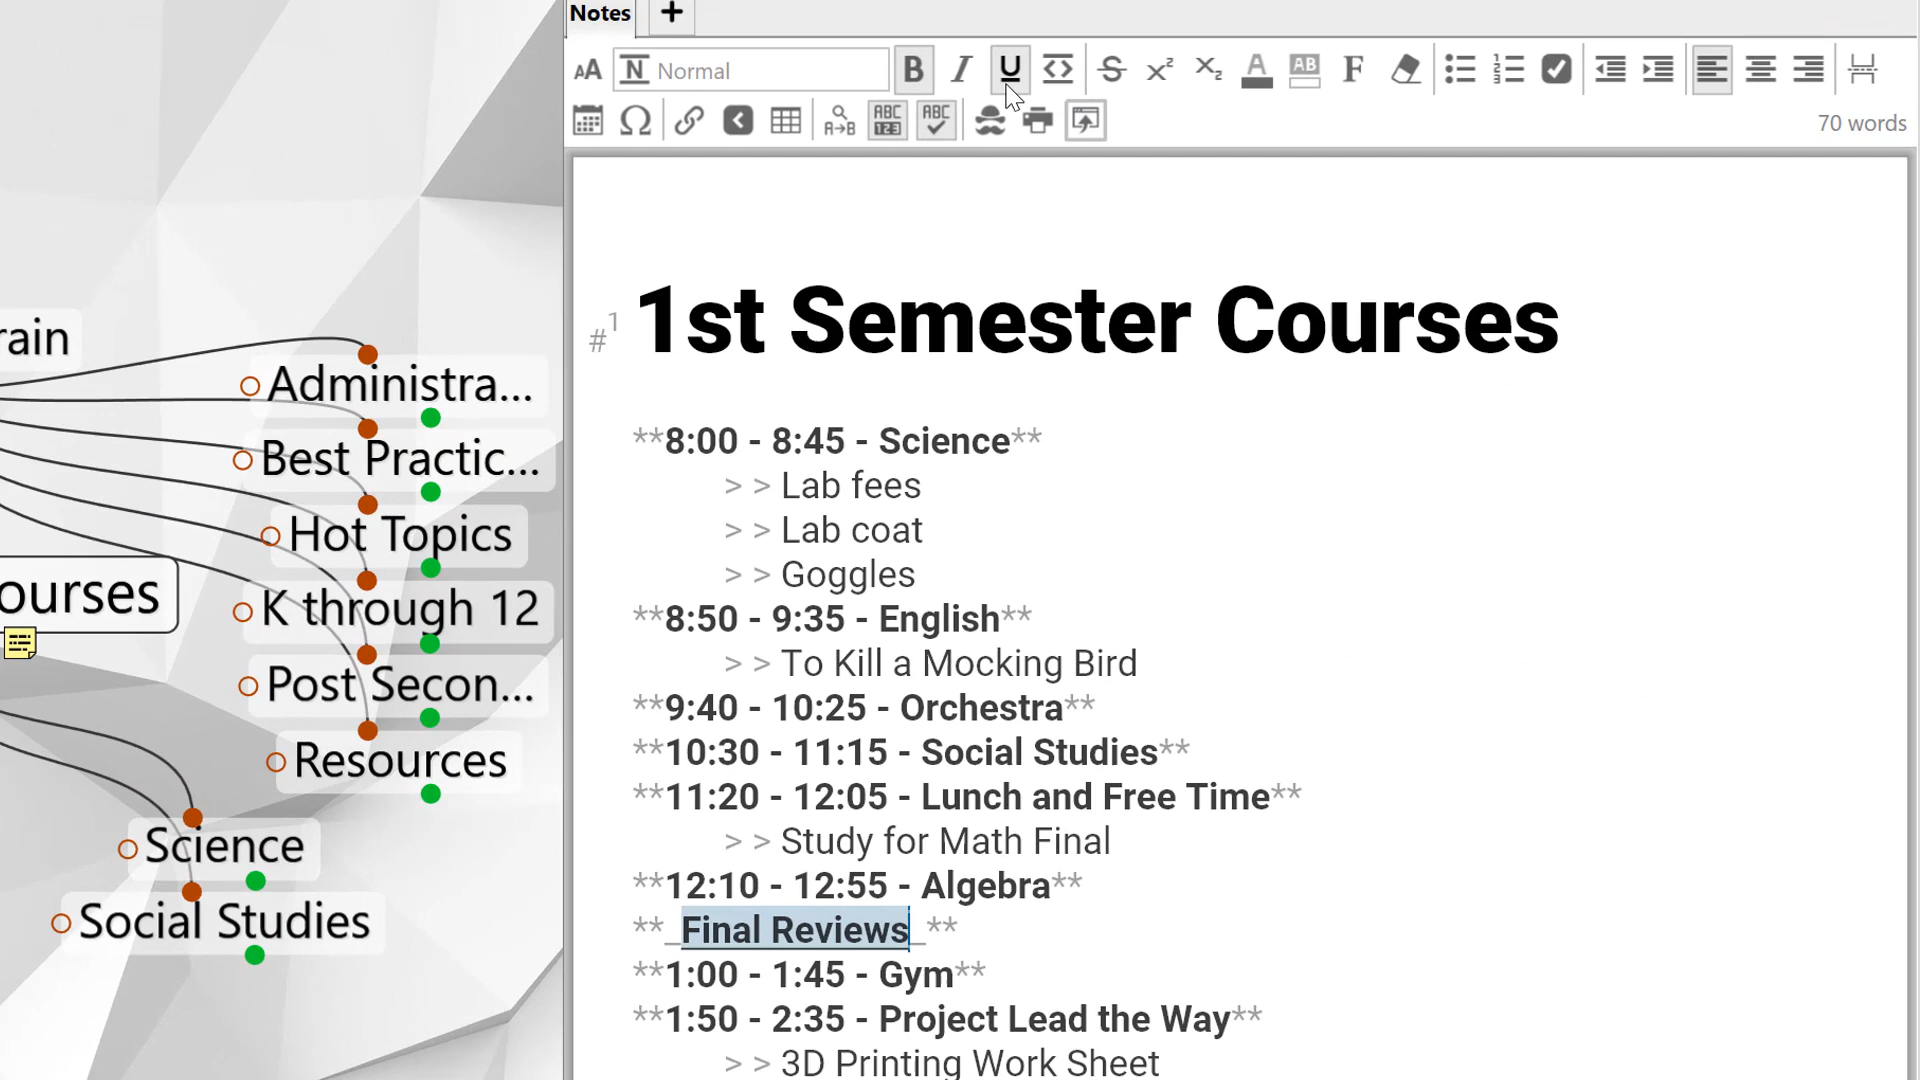 Notes +
Normal
70 words
#1 1st Semester Courses
**8:00 - 8:45 - Science**
> > Lab fees
> > Lab coat
> > Goggles
**8:50 - 9:35 - English**
> > To Kill a Mocking Bird
**9:40 - 10:25 - Orchestra**
**10:30 - 11:15 - Social Studies**
**11:20 - 12:05 - Lunch and Free Time**
> > Study for Math Final
**12:10 - 12:55 - Algebra**
**_Final Reviews_**
**1:00 - 1:45 - Gym**
**1:50 - 2:35 - Project Lead the Way**
> > 3D Printing Work Sheet
rain
Administra...
Best Practic...
Hot Topics
ourses
K through 12
Post Secon...
Resources
Science
Social Studies